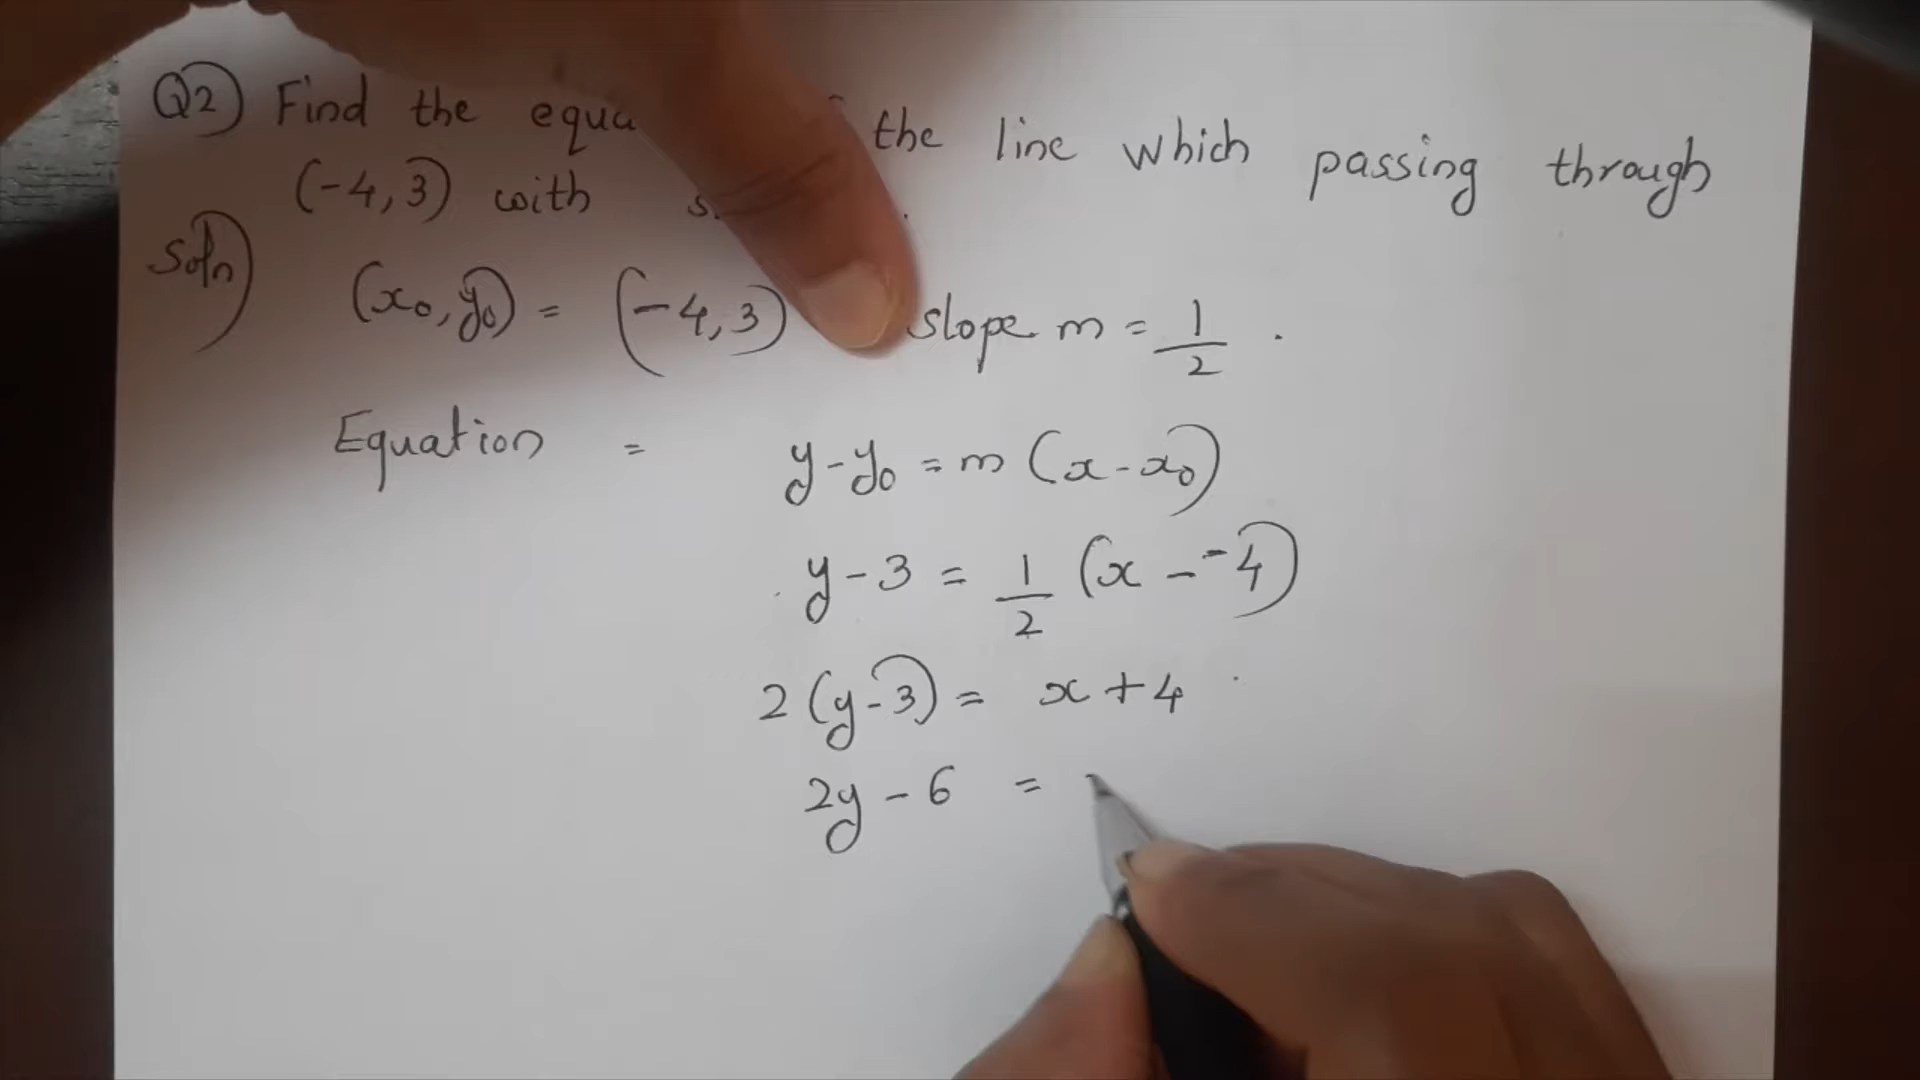 Q2) Find the the line which passing through
(-4,3) with
Soln) (x₀,y₀) = (-4,3) slope m = 1/2 .
Equation = y-y₀ = m (x-x₀)
y-3 = 1/2 (x - -4)
2(y-3) = x+4
2y-6 =